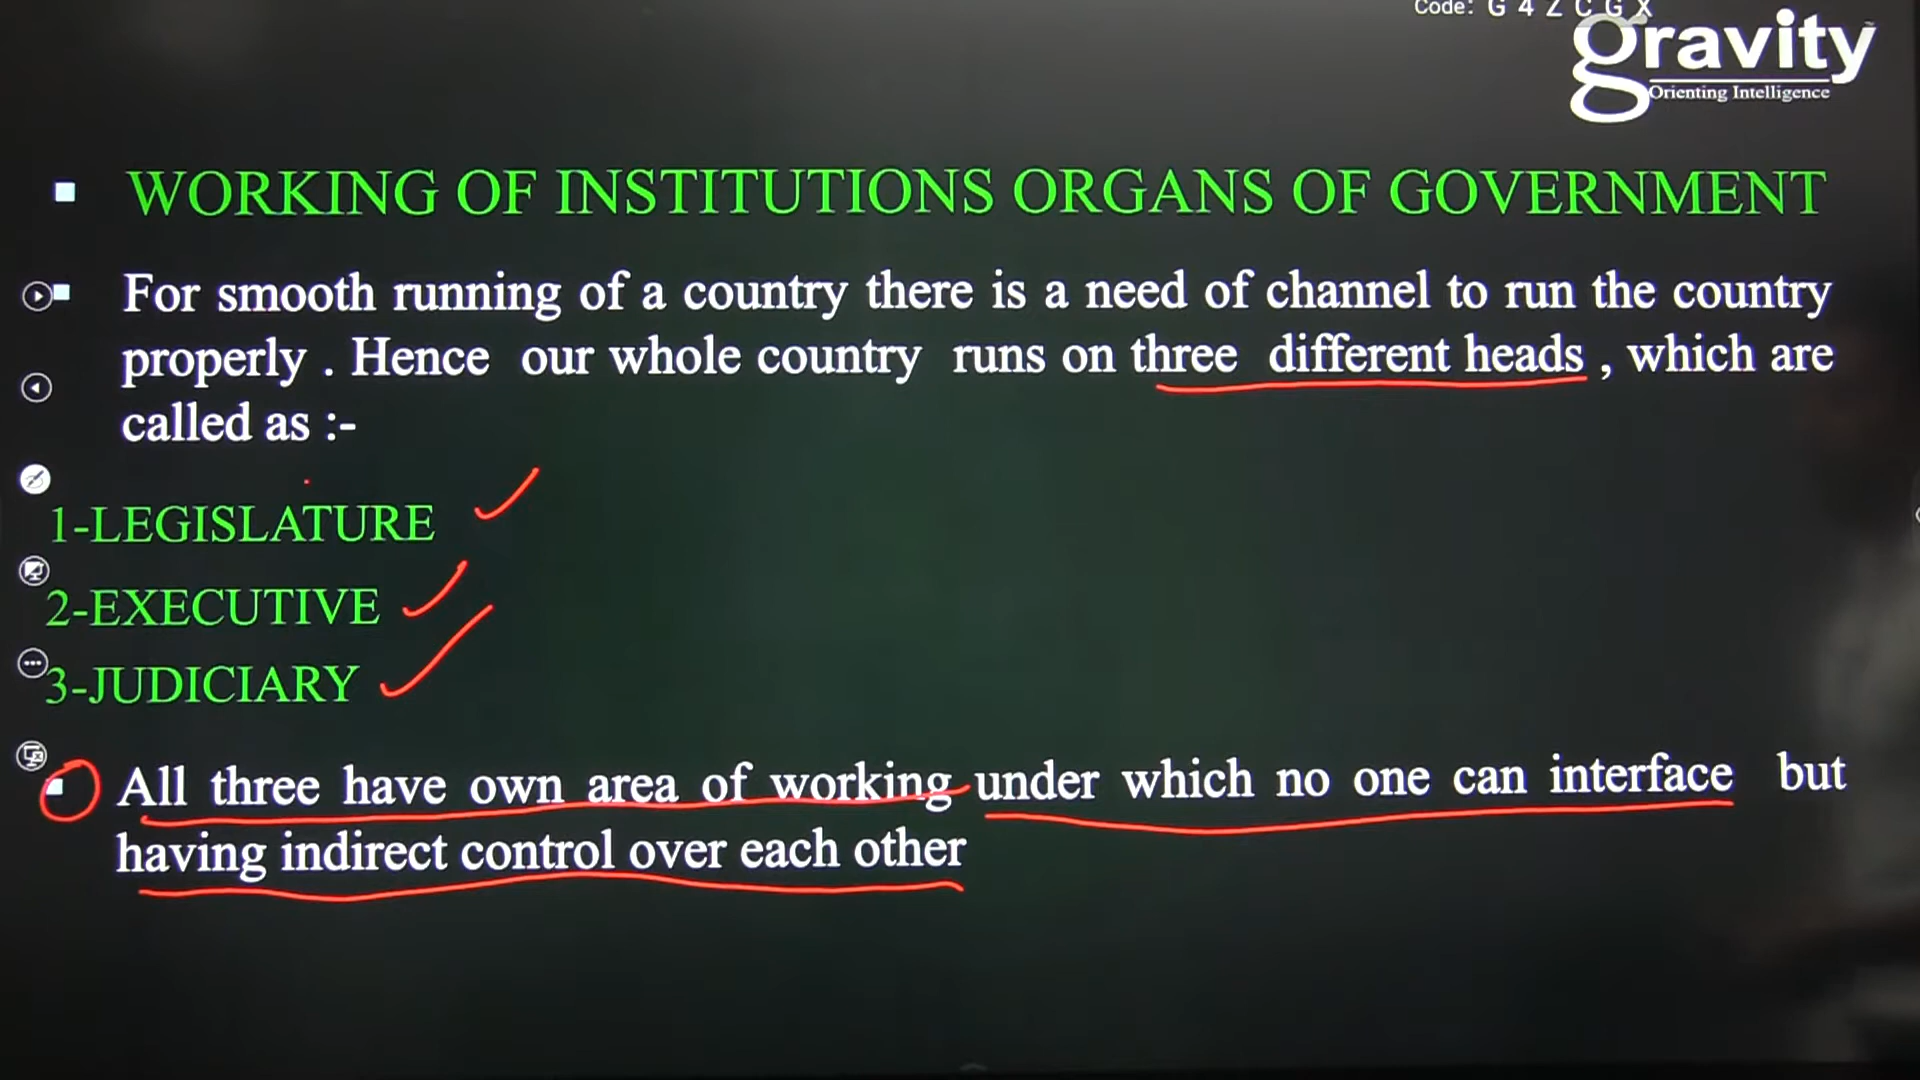 Code: G 4 Z C G X
gravity
Orienting Intelligence
WORKING OF INSTITUTIONS ORGANS OF GOVERNMENT
For smooth running of a country there is a need of channel to run the country
properly . Hence our whole country runs on three different heads , which are
called as :-
1-LEGISLATURE
2-EXECUTIVE
3-JUDICIARY
All three have own area of working under which no one can interface but
having indirect control over each other